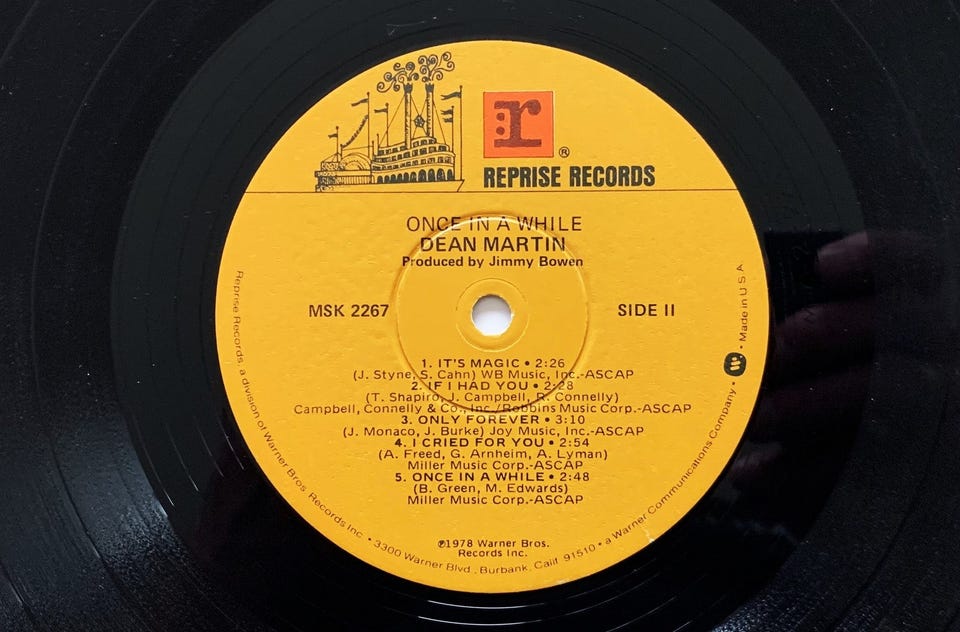 r
®
REPRISE RECORDS
ONCE IN A WHILE
DEAN MARTIN
Produced by Jimmy Bowen
MSK 2267
SIDE II
1. IT'S MAGIC • 2:26
(J. Styne, S. Cahn) WB Music, Inc.-ASCAP
2. IF I HAD YOU • 2:28
(T. Shapiro, J. Campbell, R. Connelly)
Campbell, Connelly & Co., Inc./Robbins Music Corp.-ASCAP
3. ONLY FOREVER • 3:10
(J. Monaco, J. Burke) Joy Music, Inc.-ASCAP
4. I CRIED FOR YOU • 2:54
(A. Freed, G. Arnheim, A. Lyman)
Miller Music Corp.-ASCAP
5. ONCE IN A WHILE • 2:48
(B. Green, M. Edwards)
Miller Music Corp.-ASCAP
℗1978 Warner Bros.
Records Inc.
Reprise Records, a division of Warner Bros. Records Inc. • 3300 Warner Blvd., Burbank, Calif. 91510 • a Warner Communications Company • Made in U.S.A.